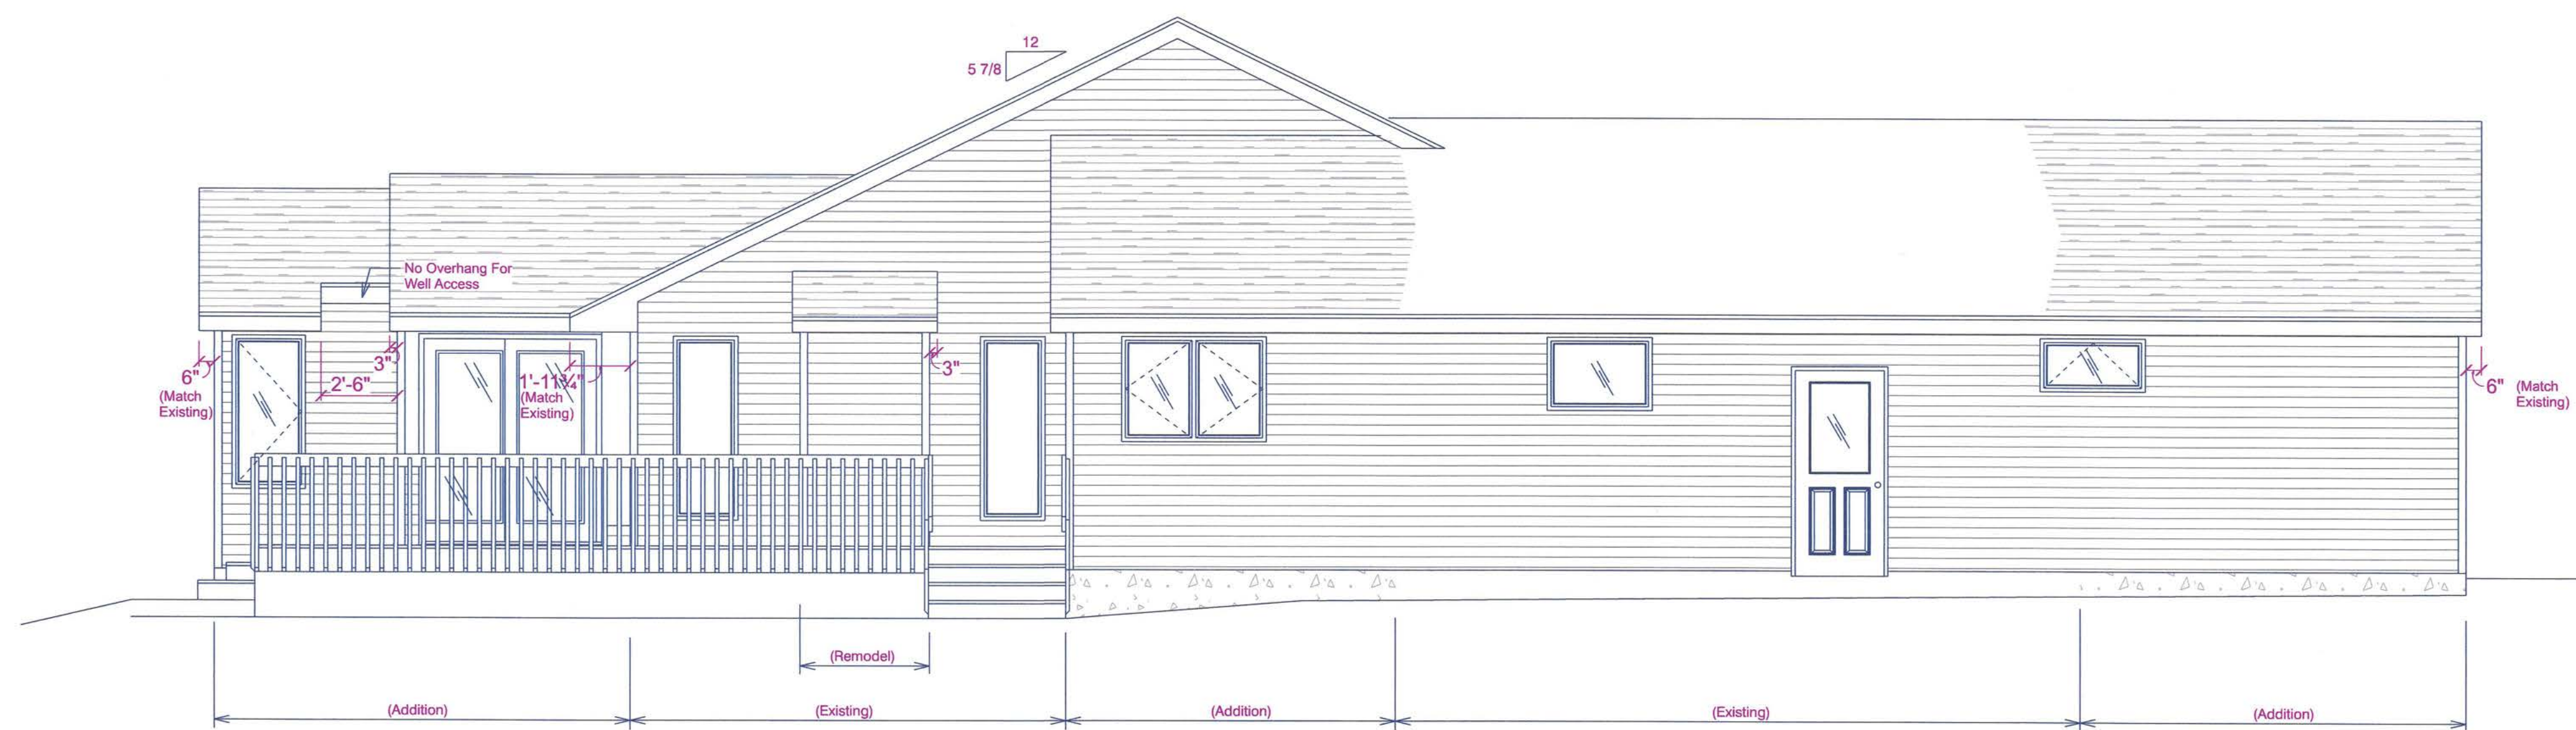 12
5 7/8
No Overhang For
Well Access
6"
(Match
Existing)
2'-6"
3"
1'-11¾"
(Match
Existing)
3"
6"
(Match
Existing)
(Remodel)
(Addition)
(Existing)
(Addition)
(Existing)
(Addition)